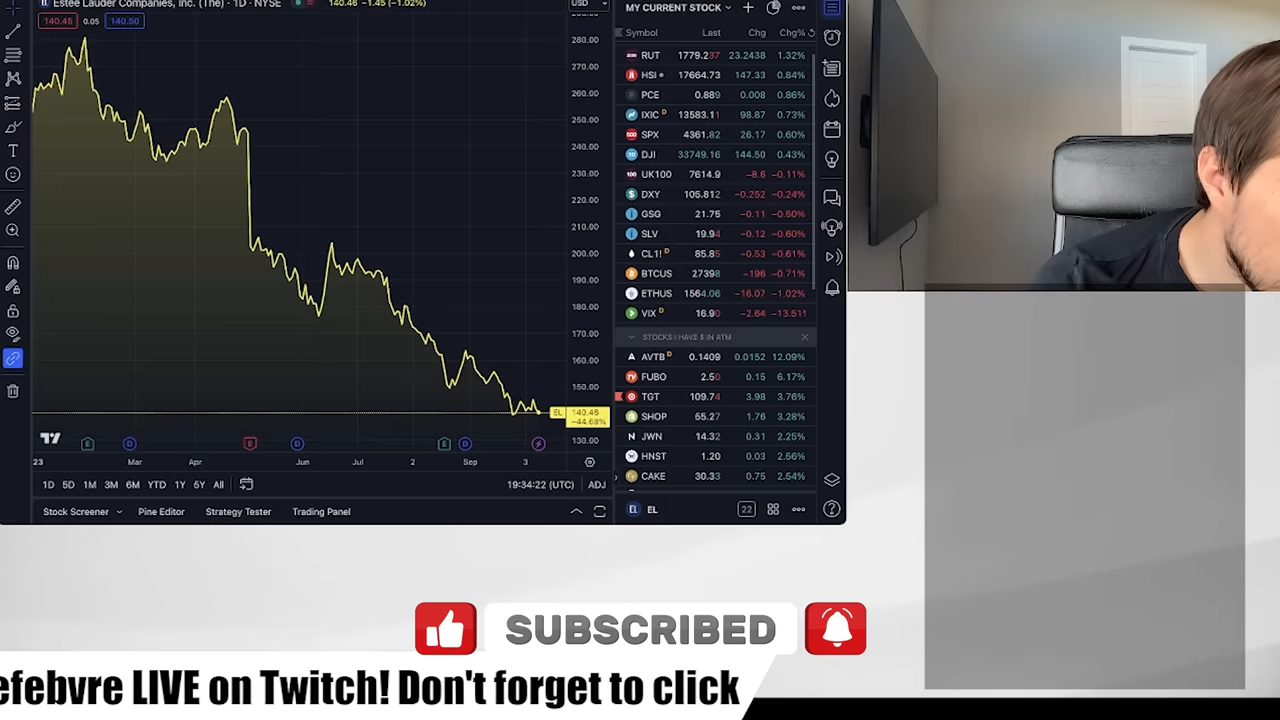 Estee Lauder Companies, Inc. (The) · 1D · NYSE 140.46 −1.45 (−1.02%)
140.45 0.05 140.50
USD
280.00
270.00
260.00
250.00
240.00
230.00
220.00
210.00
200.00
190.00
180.00
170.00
160.00
150.00
EL 140.46
−44.68%
130.00
E D E D E D
23 Mar Apr Jun Jul 2 Sep 3
1D 5D 1M 3M 6M YTD 1Y 5Y All 19:34:22 (UTC) ADJ
Stock Screener Pine Editor Strategy Tester Trading Panel
MY CURRENT STOCK
Symbol Last Chg Chg%
RUT 1779.237 23.2438 1.32%
HSI 17664.73 147.33 0.84%
PCE 0.889 0.008 0.86%
IXIC D 13583.11 98.87 0.73%
SPX 4361.82 26.17 0.60%
DJI 33749.16 144.50 0.43%
UK100 7614.9 −8.6 −0.11%
DXY 105.812 −0.252 −0.24%
GSG 21.75 −0.11 −0.50%
SLV 19.94 −0.12 −0.60%
CL1! D 85.85 −0.53 −0.61%
BTCUS 27398 −196 −0.71%
ETHUS 1564.06 −16.07 −1.02%
VIX D 16.90 −2.64 −13.51%
STOCKS I HAVE $ IN ATM
AVTB D 0.1409 0.0152 12.09%
FUBO 2.50 0.15 6.17%
TGT 109.74 3.98 3.76%
SHOP 55.27 1.76 3.28%
JWN 14.32 0.31 2.25%
HNST 1.20 0.03 2.56%
CAKE 30.33 0.75 2.54%
EL 22
SUBSCRIBED
efebvre LIVE on Twitch! Don't forget to click